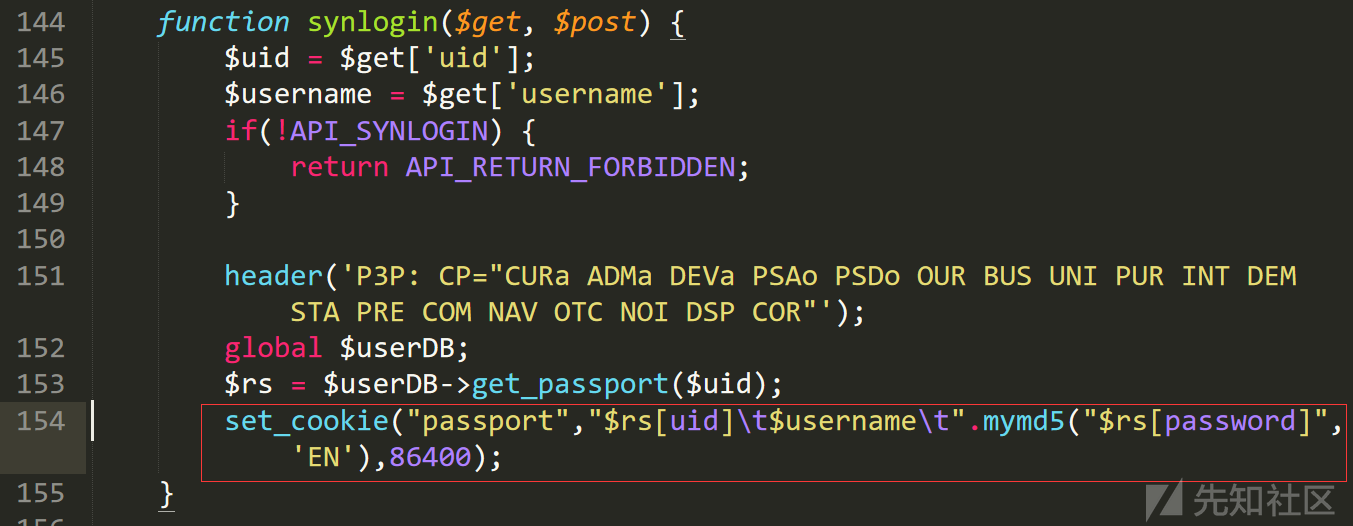 144 function synlogin($get, $post) {
145 $uid = $get['uid'];
146 $username = $get['username'];
147 if(!API_SYNLOGIN) {
148 return API_RETURN_FORBIDDEN;
149 }
150
151 header('P3P: CP="CURa ADMa DEVa PSAo PSDo OUR BUS UNI PUR INT DEM
STA PRE COM NAV OTC NOI DSP COR"');
152 global $userDB;
153 $rs = $userDB->get_passport($uid);
154 set_cookie("passport","$rs[uid]\t$username\t".mymd5("$rs[password]",
'EN'),86400);
155 }
156
先知社区